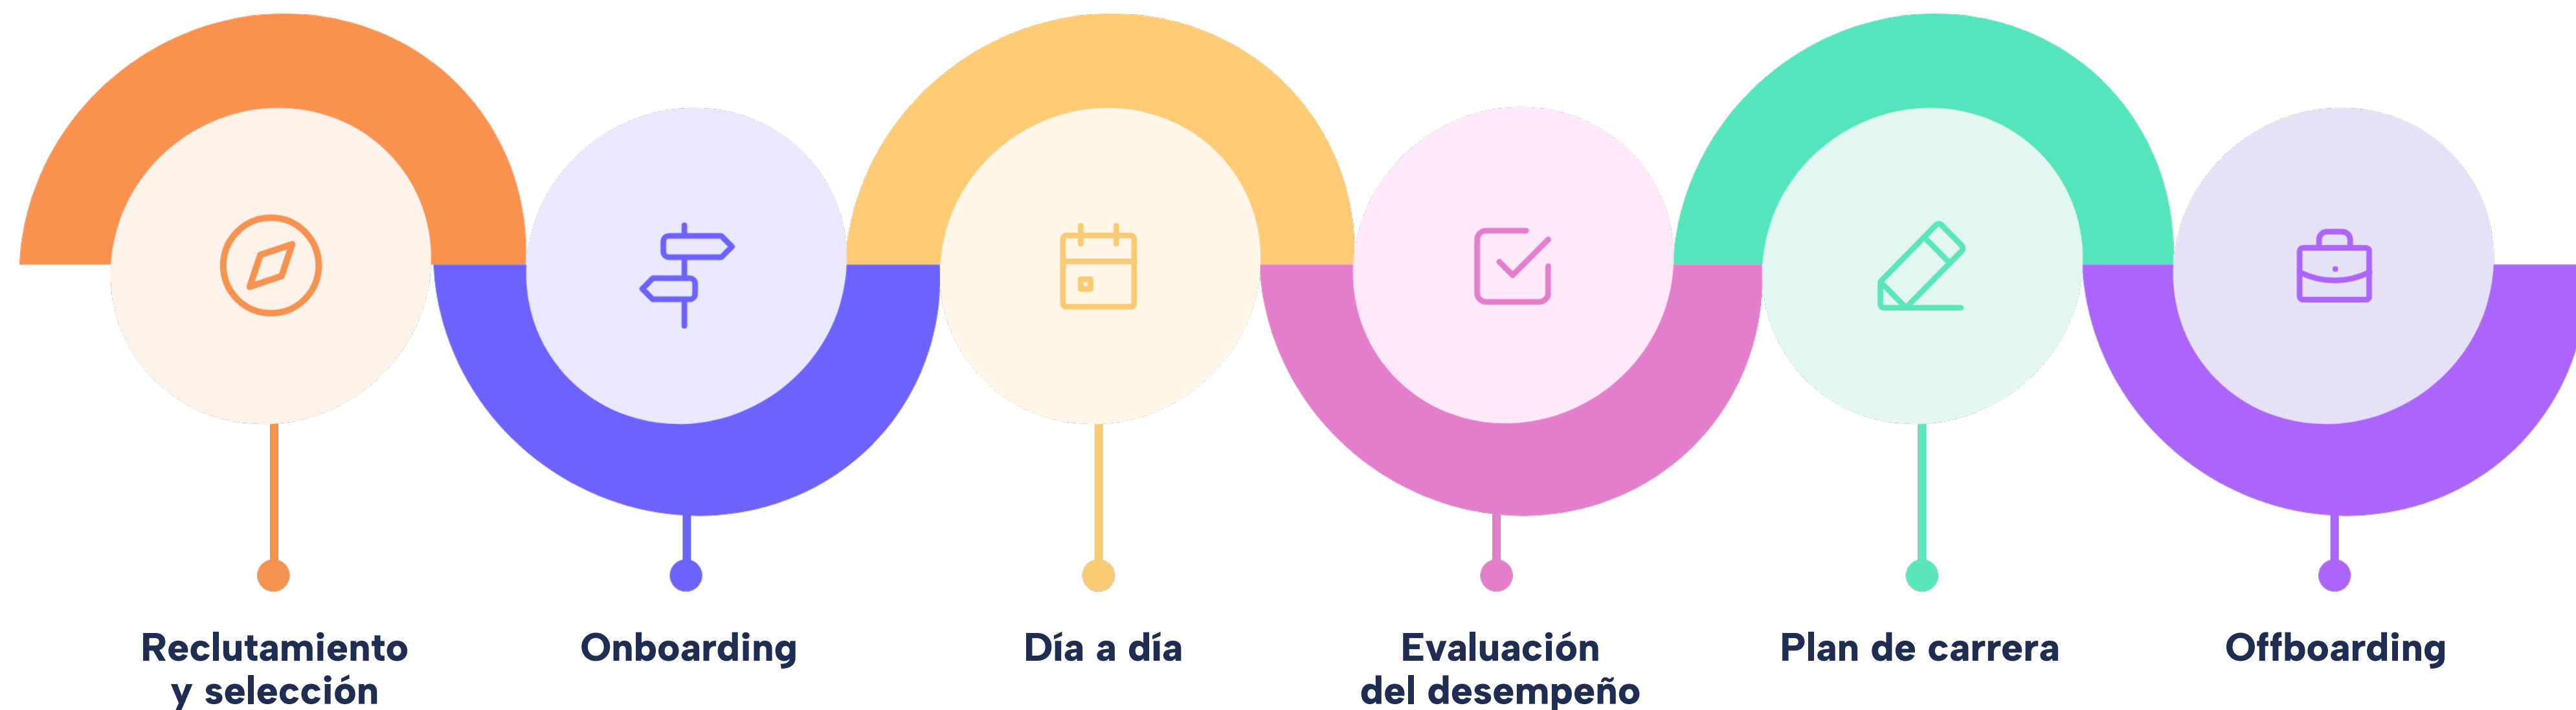 Reclutamiento
y selección
Onboarding
Día a día
Evaluación
del desempeño
Plan de carrera
Offboarding